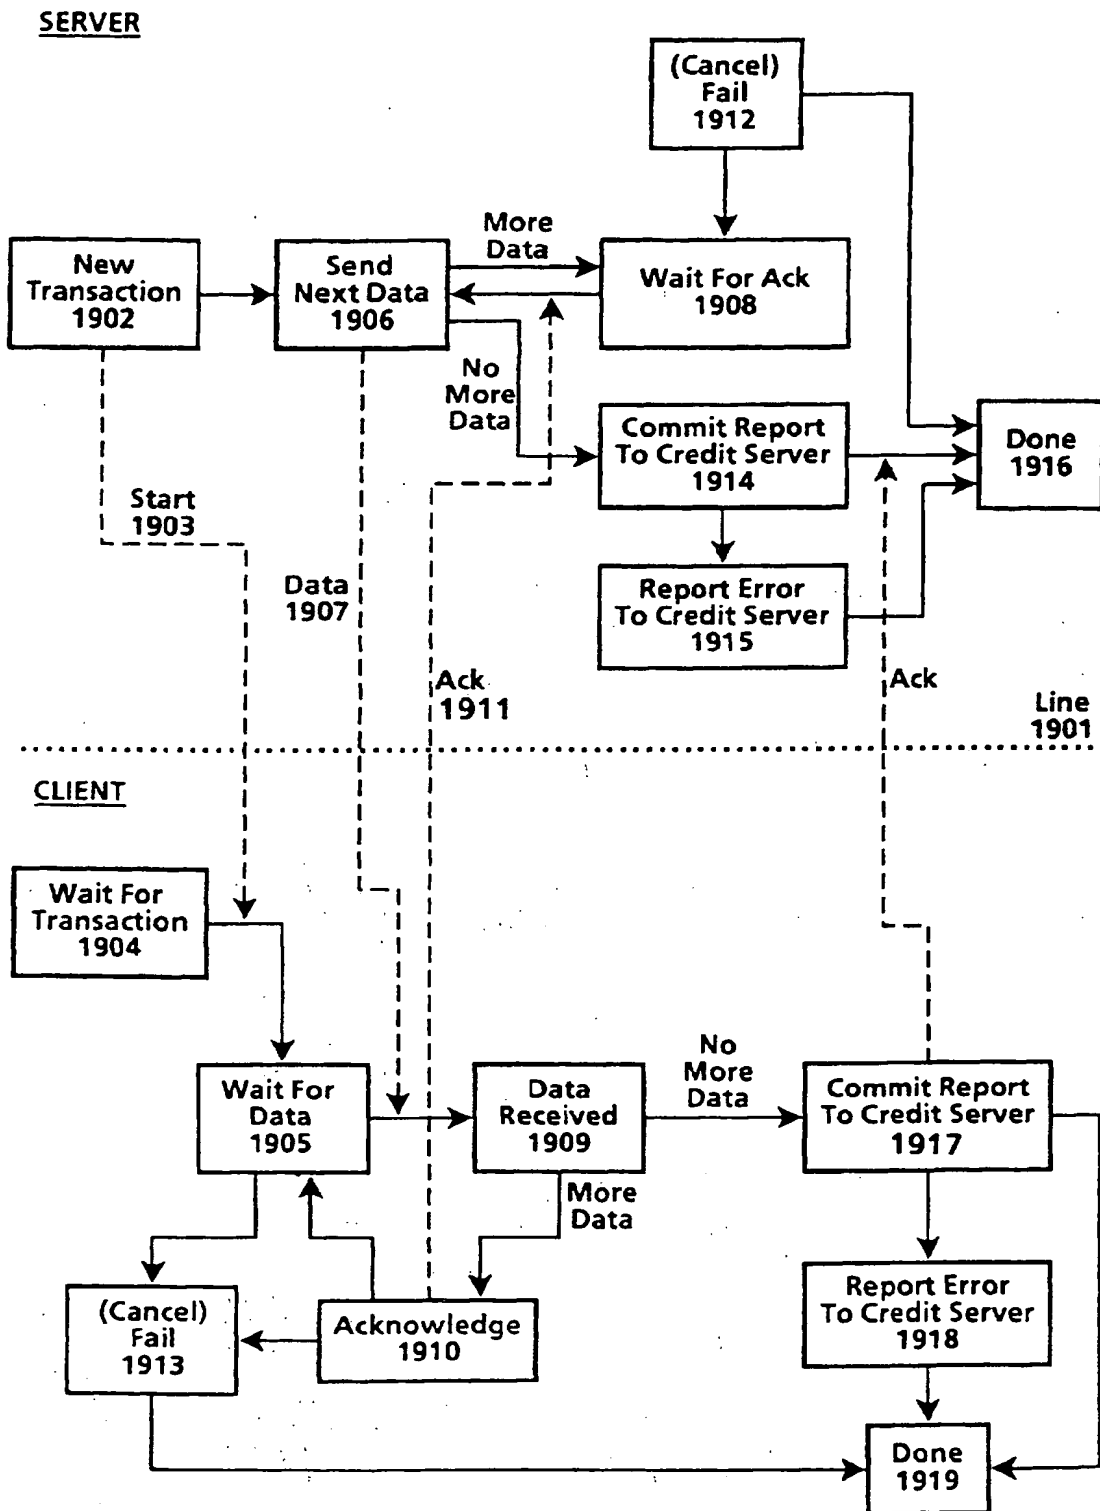 SERVER
(Cancel)
Fail
1912
New
Transaction
1902
Send
Next Data
1906
More
Data
Wait For Ack
1908
No
More
Data
Commit Report
To Credit Server
1914
Done
1916
Start
1903
Data
1907
Report Error
To Credit Server
1915
Ack
1911
Ack
Line
1901
CLIENT
Wait For
Transaction
1904
Wait For
Data
1905
Data
Received
1909
No
More
Data
Commit Report
To Credit Server
1917
More
Data
(Cancel)
Fail
1913
Acknowledge
1910
Report Error
To Credit Server
1918
Done
1919